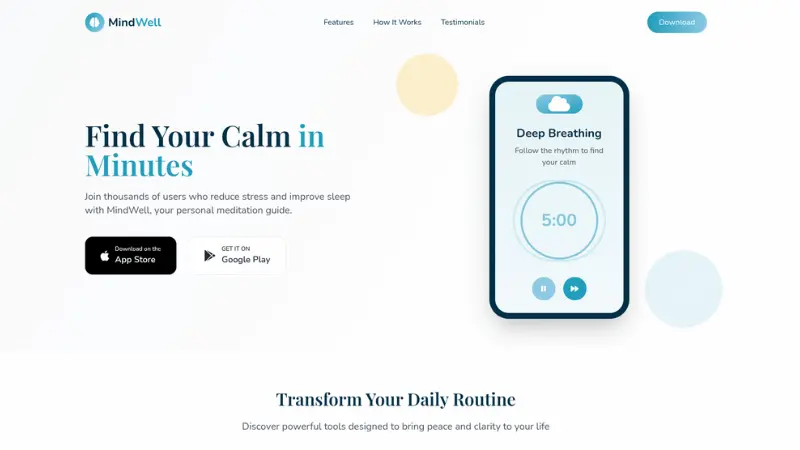 MindWell
Features
How It Works
Testimonials
Download
Find Your Calm in
Minutes
Join thousands of users who reduce stress and improve sleep
with MindWell, your personal meditation guide.
Download on the
App Store
GET IT ON
Google Play
Deep Breathing
Follow the rhythm to find
your calm
5:00
Transform Your Daily Routine
Discover powerful tools designed to bring peace and clarity to your life